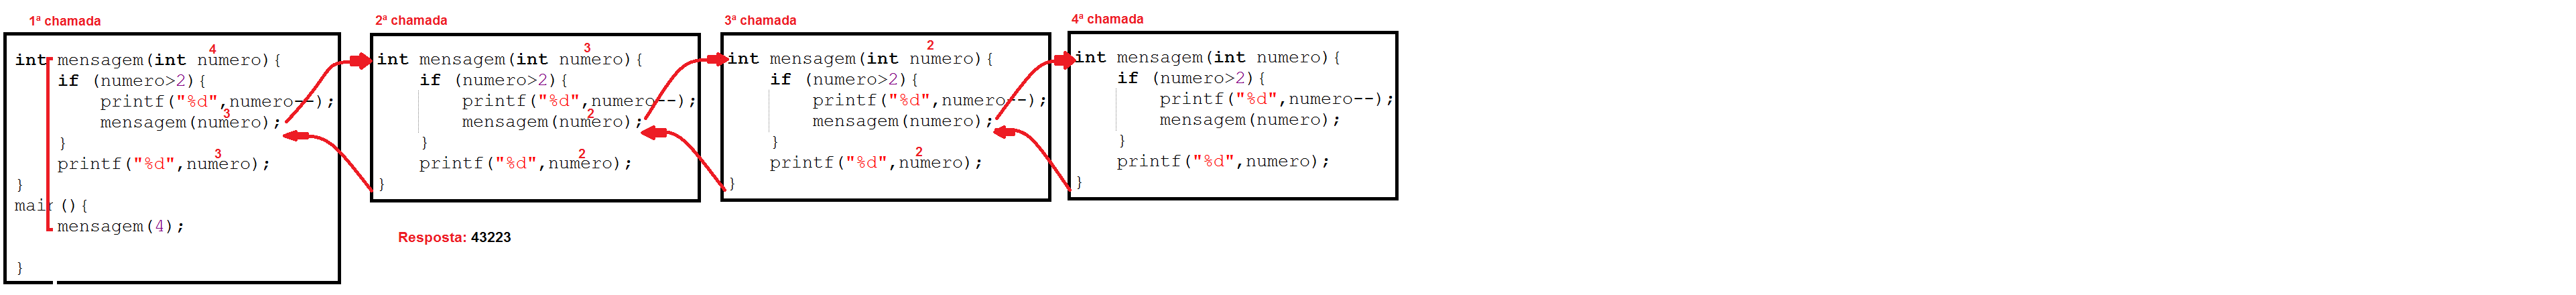 1ª chamada
4
int mensagem(int numero){
if (numero>2){
printf("%d",numero--);
3
mensagem(numero);
}
3
printf("%d",numero);
}
main(){
mensagem(4);
}
2ª chamada
3
int mensagem(int numero){
if (numero>2){
printf("%d",numero--);
2
mensagem(numero);
}
2
printf("%d",numero);
}
Resposta: 43223
3ª chamada
2
int mensagem(int numero){
if (numero>2){
printf("%d",numero--);
mensagem(numero);
}
2
printf("%d",numero);
}
4ª chamada
int mensagem(int numero){
if (numero>2){
printf("%d",numero--);
mensagem(numero);
}
printf("%d",numero);
}